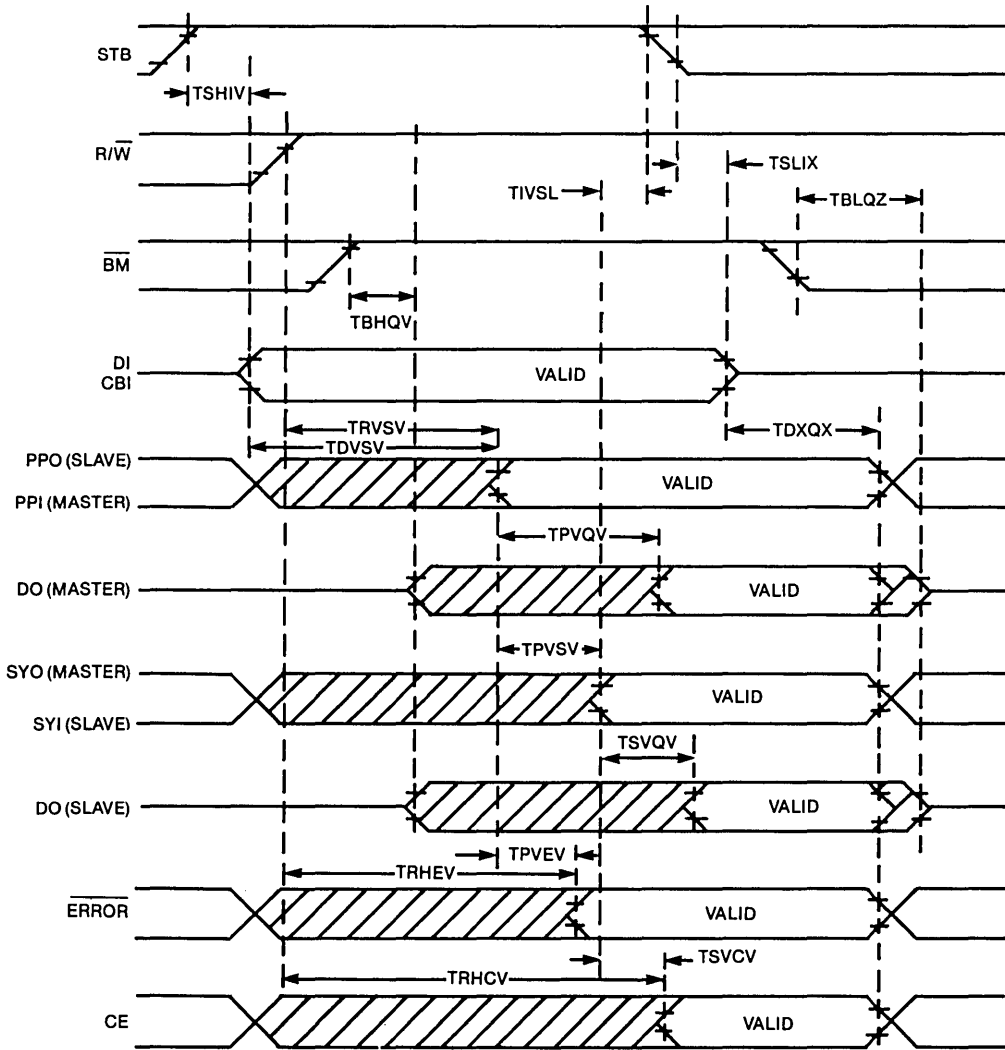 STB
TSHIV
R/W̅
TSLIX
TIVSL
TBLQZ
B̅M̅
TBHQV
DI
CBI
VALID
TRVSV
TDXQX
TDVSV
PPO (SLAVE)
VALID
PPI (MASTER)
TPVQV
DO (MASTER)
VALID
TPVSV
SYO (MASTER)
VALID
SYI (SLAVE)
TSVQV
DO (SLAVE)
VALID
TPVEV
TRHEV
E̅R̅R̅O̅R̅
VALID
TSVCV
TRHCV
CE
VALID